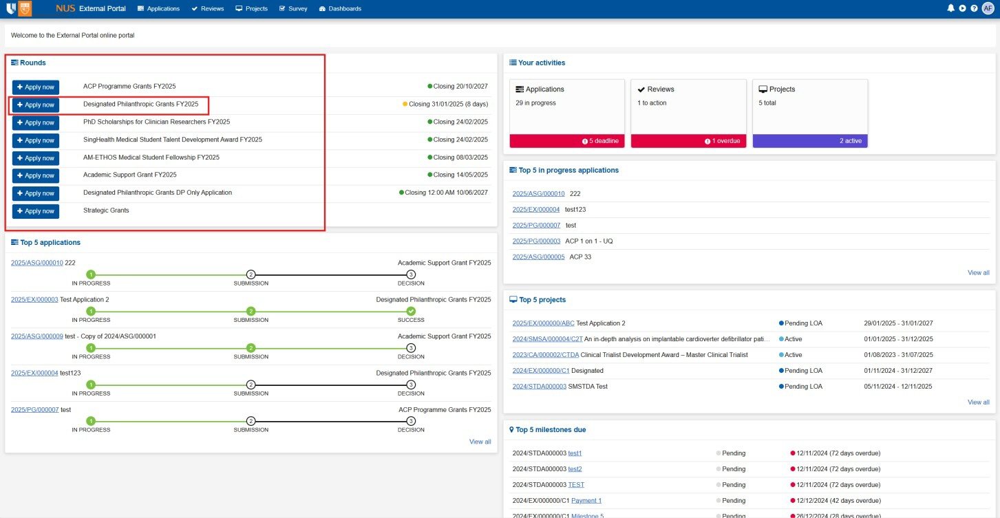 NUS External Portal Applications Reviews Projects Survey Dashboards AF
Welcome to the External Portal online portal
Rounds
+ Apply now ACP Programme Grants FY2025 Closing 20/10/2027
+ Apply now Designated Philanthropic Grants FY2025 Closing 31/01/2025 (8 days)
+ Apply now PhD Scholarships for Clinician Researchers FY2025 Closing 24/02/2025
+ Apply now SingHealth Medical Student Talent Development Award FY2025 Closing 24/02/2025
+ Apply now AM-ETHOS Medical Student Fellowship FY2025 Closing 08/03/2025
+ Apply now Academic Support Grant FY2025 Closing 14/05/2025
+ Apply now Designated Philanthropic Grants DP Only Application Closing 12:00 AM 10/06/2027
+ Apply now Strategic Grants
Top 5 applications
2025/ASG/000010 222 Academic Support Grant FY2025
1 2 3
IN PROGRESS SUBMISSION DECISION
2025/EX/000003 Test Application 2 Designated Philanthropic Grants FY2025
1 2
IN PROGRESS SUBMISSION SUCCESS
2025/ASG/000009 test - Copy of 2024/ASG/000001 Academic Support Grant FY2025
1 2 3
IN PROGRESS SUBMISSION DECISION
2025/EX/000004 test123 Designated Philanthropic Grants FY2025
1 2 3
IN PROGRESS SUBMISSION DECISION
2025/PG/000007 test ACP Programme Grants FY2025
1 2 3
IN PROGRESS SUBMISSION DECISION
View all
Your activities
Applications Reviews Projects
29 in progress 1 to action 5 total
5 deadline 1 overdue 2 active
Top 5 in progress applications
2025/ASG/000010 222
2025/EX/000004 test123
2025/PG/000007 test
2025/PG/000003 ACP 1 on 1 - UQ
2025/ASG/000005 ACP 33
View all
Top 5 projects
2025/EX/000000/ABC Test Application 2 Pending LOA 29/01/2025 - 31/01/2027
2024/SMSA/000004/C2T An in-depth analysis on implantable cardioverter defibrillator pati... Active 01/01/2025 - 31/12/2025
2023/CA/000002/CTDA Clinical Trialist Development Award – Master Clinical Trialist Active 01/08/2023 - 31/07/2025
2024/EX/000000/C1 Designated Pending LOA 01/11/2024 - 31/12/2027
2024/STDA000003 SMSTDA Test Pending LOA 05/11/2024 - 12/11/2025
View all
Top 5 milestones due
2024/STDA000003 test1 Pending 12/11/2024 (72 days overdue)
2024/STDA000003 test2 Pending 12/11/2024 (72 days overdue)
2024/STDA000003 TEST Pending 12/11/2024 (72 days overdue)
2024/EX/000000/C1 Payment 1 Pending 12/12/2024 (42 days overdue)
2024/EX/000000/C1 Milestone 5 Pending 26/12/2024 (28 days overdue)